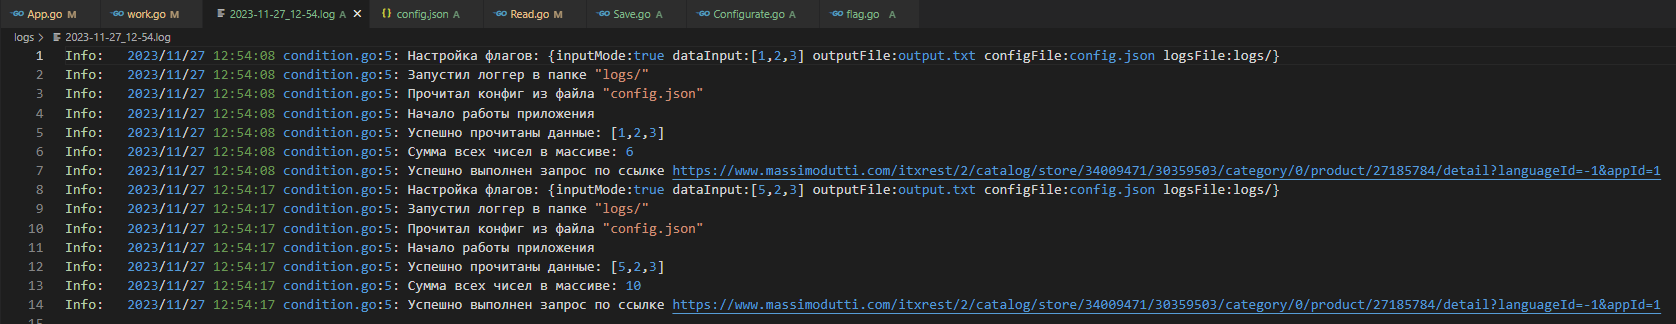 App.go M work.go M 2023-11-27_12-54.log A config.json A Read.go M Save.go A Configurate.go A flag.go A
logs > 2023-11-27_12-54.log
1 Info: 2023/11/27 12:54:08 condition.go:5: Настройка флагов: {inputMode:true dataInput:[1,2,3] outputFile:output.txt configFile:config.json logsFile:logs/}
2 Info: 2023/11/27 12:54:08 condition.go:5: Запустил логгер в папке "logs/"
3 Info: 2023/11/27 12:54:08 condition.go:5: Прочитал конфиг из файла "config.json"
4 Info: 2023/11/27 12:54:08 condition.go:5: Начало работы приложения
5 Info: 2023/11/27 12:54:08 condition.go:5: Успешно прочитаны данные: [1,2,3]
6 Info: 2023/11/27 12:54:08 condition.go:5: Сумма всех чисел в массиве: 6
7 Info: 2023/11/27 12:54:08 condition.go:5: Успешно выполнен запрос по ссылке https://www.massimodutti.com/itxrest/2/catalog/store/34009471/30359503/category/0/product/27185784/detail?languageId=-1&appId=1
8 Info: 2023/11/27 12:54:17 condition.go:5: Настройка флагов: {inputMode:true dataInput:[5,2,3] outputFile:output.txt configFile:config.json logsFile:logs/}
9 Info: 2023/11/27 12:54:17 condition.go:5: Запустил логгер в папке "logs/"
10 Info: 2023/11/27 12:54:17 condition.go:5: Прочитал конфиг из файла "config.json"
11 Info: 2023/11/27 12:54:17 condition.go:5: Начало работы приложения
12 Info: 2023/11/27 12:54:17 condition.go:5: Успешно прочитаны данные: [5,2,3]
13 Info: 2023/11/27 12:54:17 condition.go:5: Сумма всех чисел в массиве: 10
14 Info: 2023/11/27 12:54:17 condition.go:5: Успешно выполнен запрос по ссылке https://www.massimodutti.com/itxrest/2/catalog/store/34009471/30359503/category/0/product/27185784/detail?languageId=-1&appId=1
15